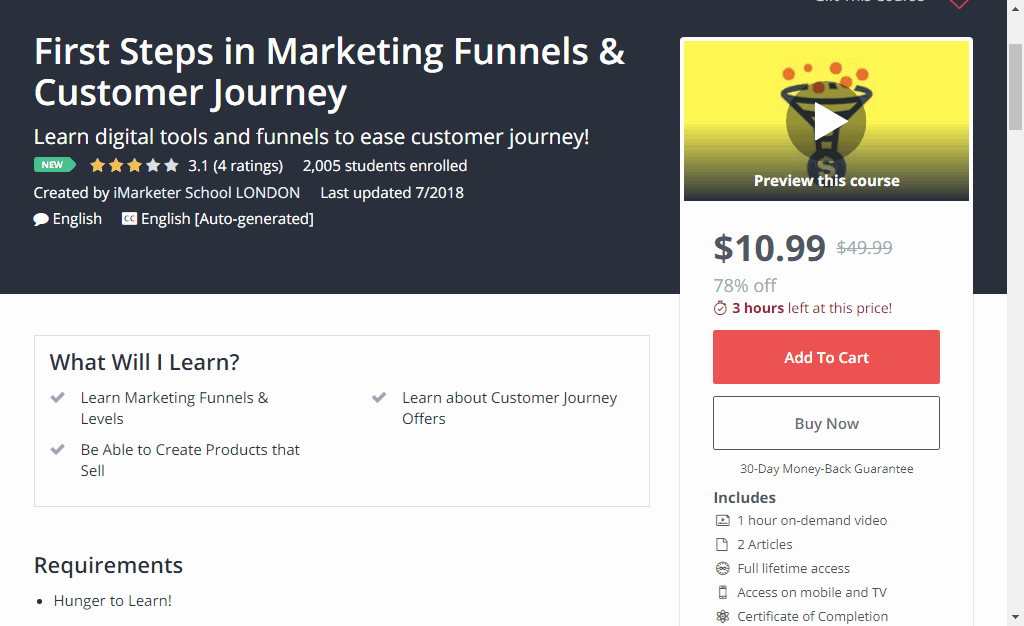 Gift This Course
First Steps in Marketing Funnels &
Customer Journey
Learn digital tools and funnels to ease customer journey!
NEW 3.1 (4 ratings) 2,005 students enrolled
Created by iMarketer School LONDON Last updated 7/2018
English CC English [Auto-generated]
$
Preview this course
$10.99 $49.99
78% off
3 hours left at this price!
Add To Cart
Buy Now
30-Day Money-Back Guarantee
Includes
1 hour on-demand video
2 Articles
Full lifetime access
Access on mobile and TV
Certificate of Completion
What Will I Learn?
Learn Marketing Funnels &
Levels
Learn about Customer Journey
Offers
Be Able to Create Products that
Sell
Requirements
Hunger to Learn!